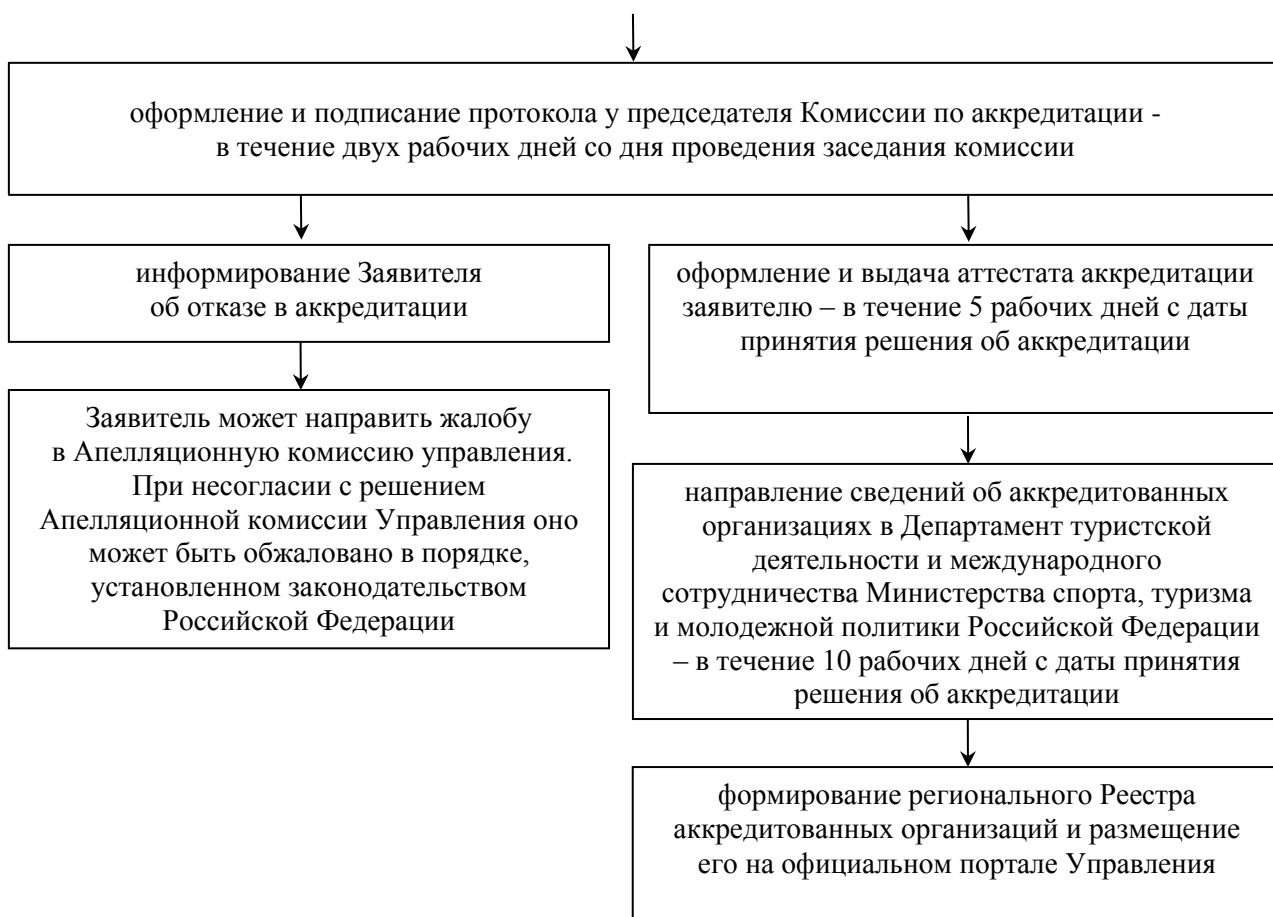 оформление и подписание протокола у председателя Комиссии по аккредитации -
в течение двух рабочих дней со дня проведения заседания комиссии
информирование Заявителя
об отказе в аккредитации
Заявитель может направить жалобу
в Апелляционную комиссию управления.
При несогласии с решением
Апелляционной комиссии Управления оно
может быть обжаловано в порядке,
установленном законодательством
Российской Федерации
оформление и выдача аттестата аккредитации
заявителю – в течение 5 рабочих дней с даты
принятия решения об аккредитации
направление сведений об аккредитованных
организациях в Департамент туристской
деятельности и международного
сотрудничества Министерства спорта, туризма
и молодежной политики Российской Федерации
– в течение 10 рабочих дней с даты принятия
решения об аккредитации
формирование регионального Реестра
аккредитованных организаций и размещение
его на официальном портале Управления